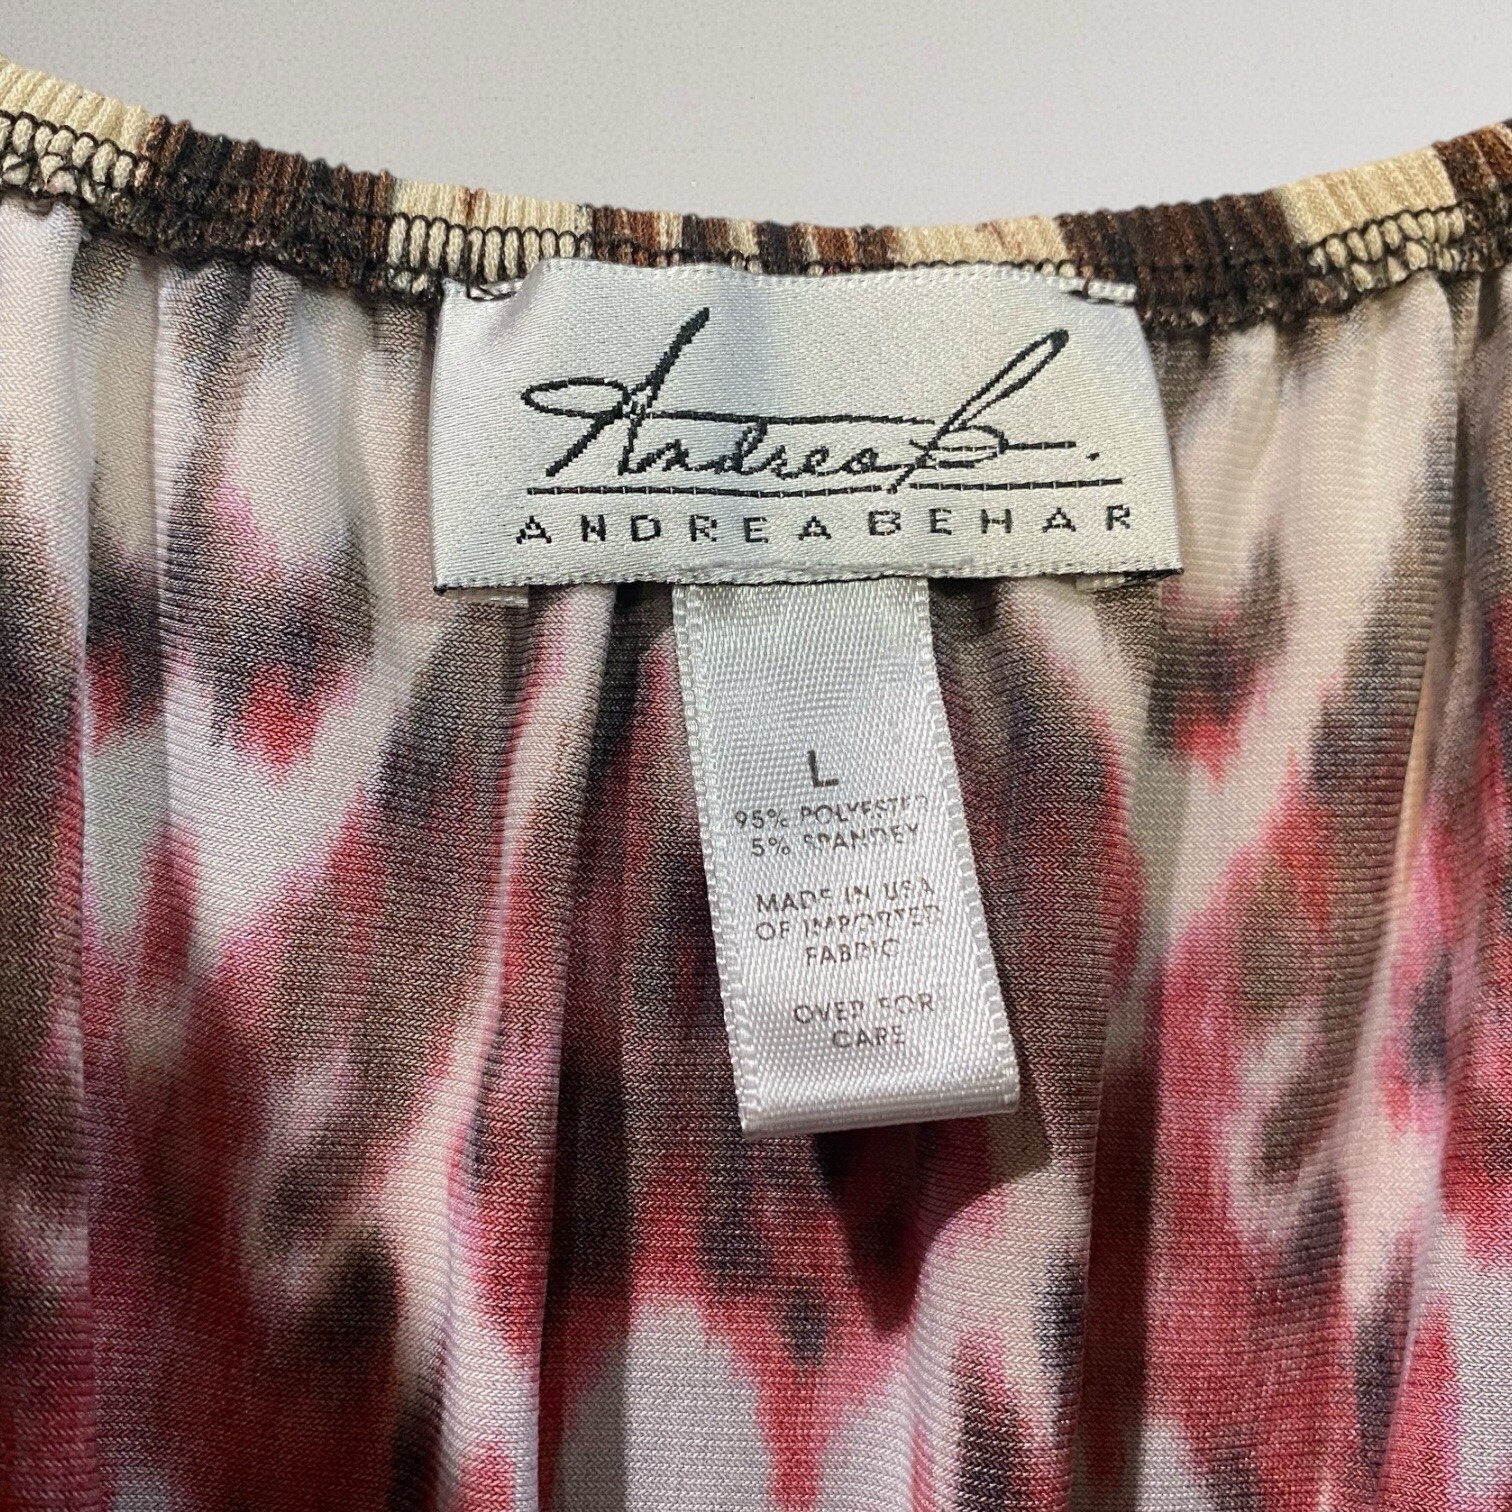 Andrea B.
ANDREA BEHAR
L
95% POLYESTER
5% SPANDEX
MADE IN USA
OF IMPORTED
FABRIC
OVER FOR
CARE